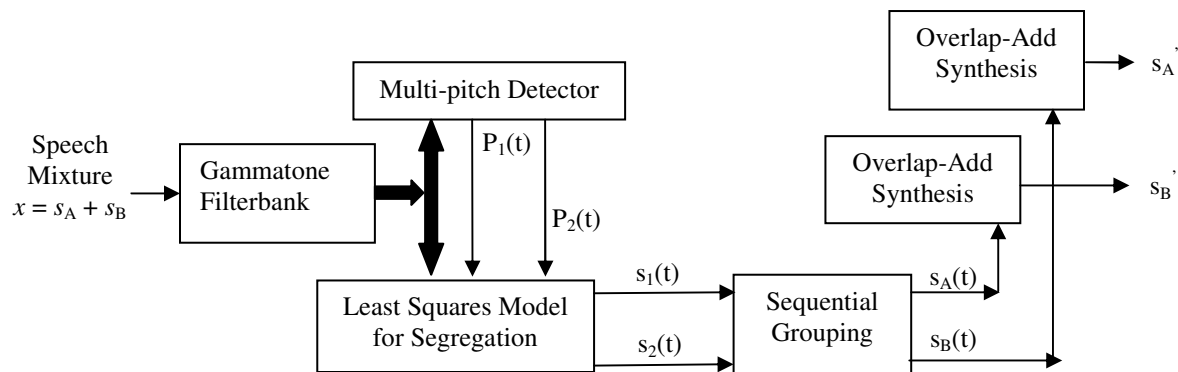 Speech
Mixture
x = s_A + s_B
Gammatone
Filterbank
Multi-pitch Detector
P_1(t)
P_2(t)
Least Squares Model
for Segregation
s_1(t)
s_2(t)
Sequential
Grouping
s_A(t)
s_B(t)
Overlap-Add
Synthesis
s_B'
Overlap-Add
Synthesis
s_A'